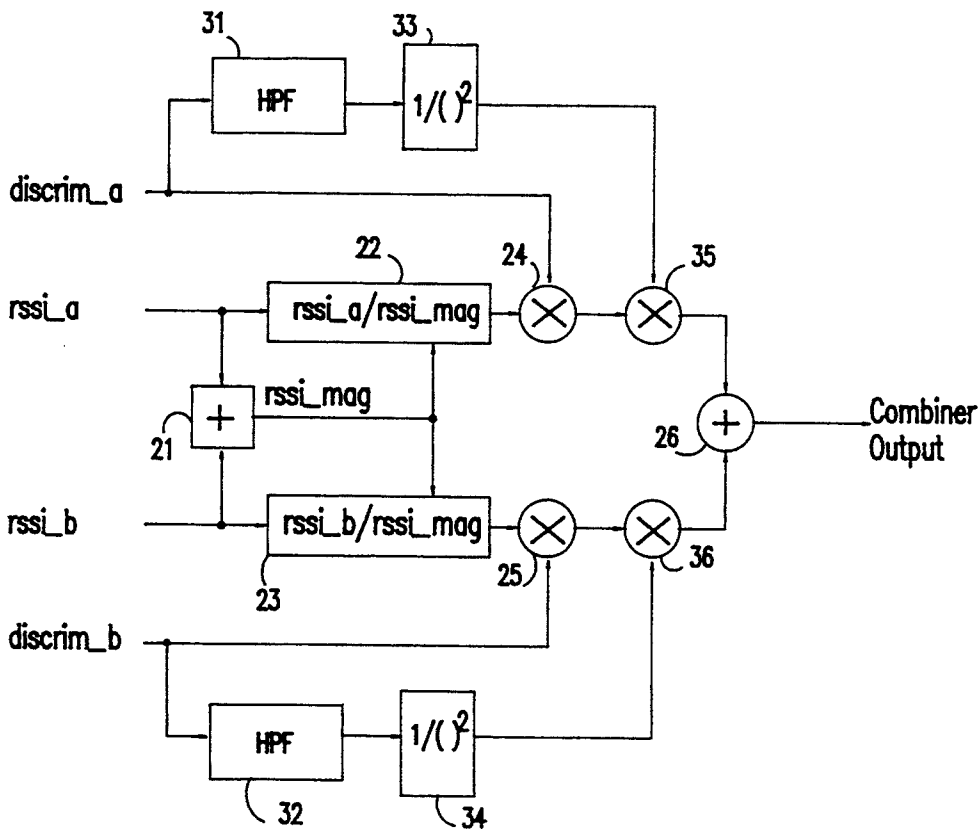 31
33
HPF
1/( )²
discrim_a
22
24
35
rssi_a
rssi_a/rssi_mag
rssi_mag
+
21
+
26
Combiner
Output
rssi_b
rssi_b/rssi_mag
23
25
36
discrim_b
HPF
1/( )²
32
34